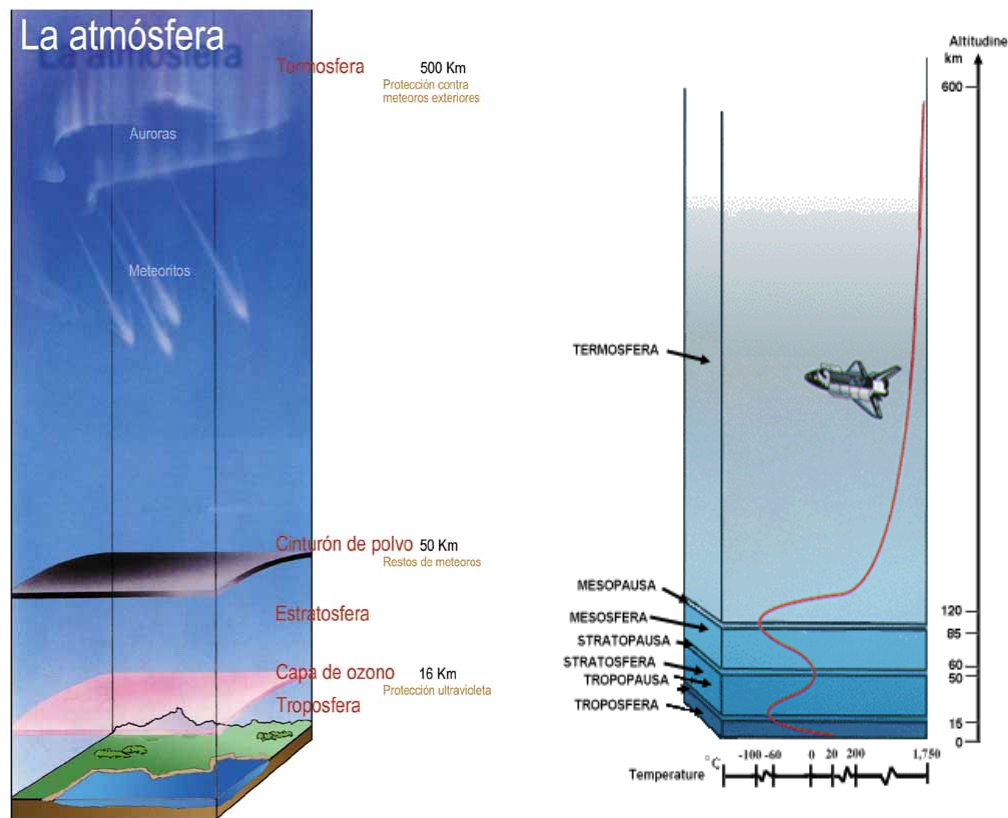 La atmósfera
Termosfera 500 Km
Protección contra
meteoros exteriores
Auroras
Meteoritos
Cinturón de polvo 50 Km
Restos de meteoros
Estratosfera
Capa de ozono 16 Km
Protección ultravioleta
Troposfera
Altitudine
km
600
TERMOSFERA
MESOPAUSA
MESOSFERA
STRATOPAUSA
STRATOSFERA
TROPOPAUSA
TROPOSFERA
120
85
60
50
15
0
°C -100 -60 0 20 200 1,750
Temperature